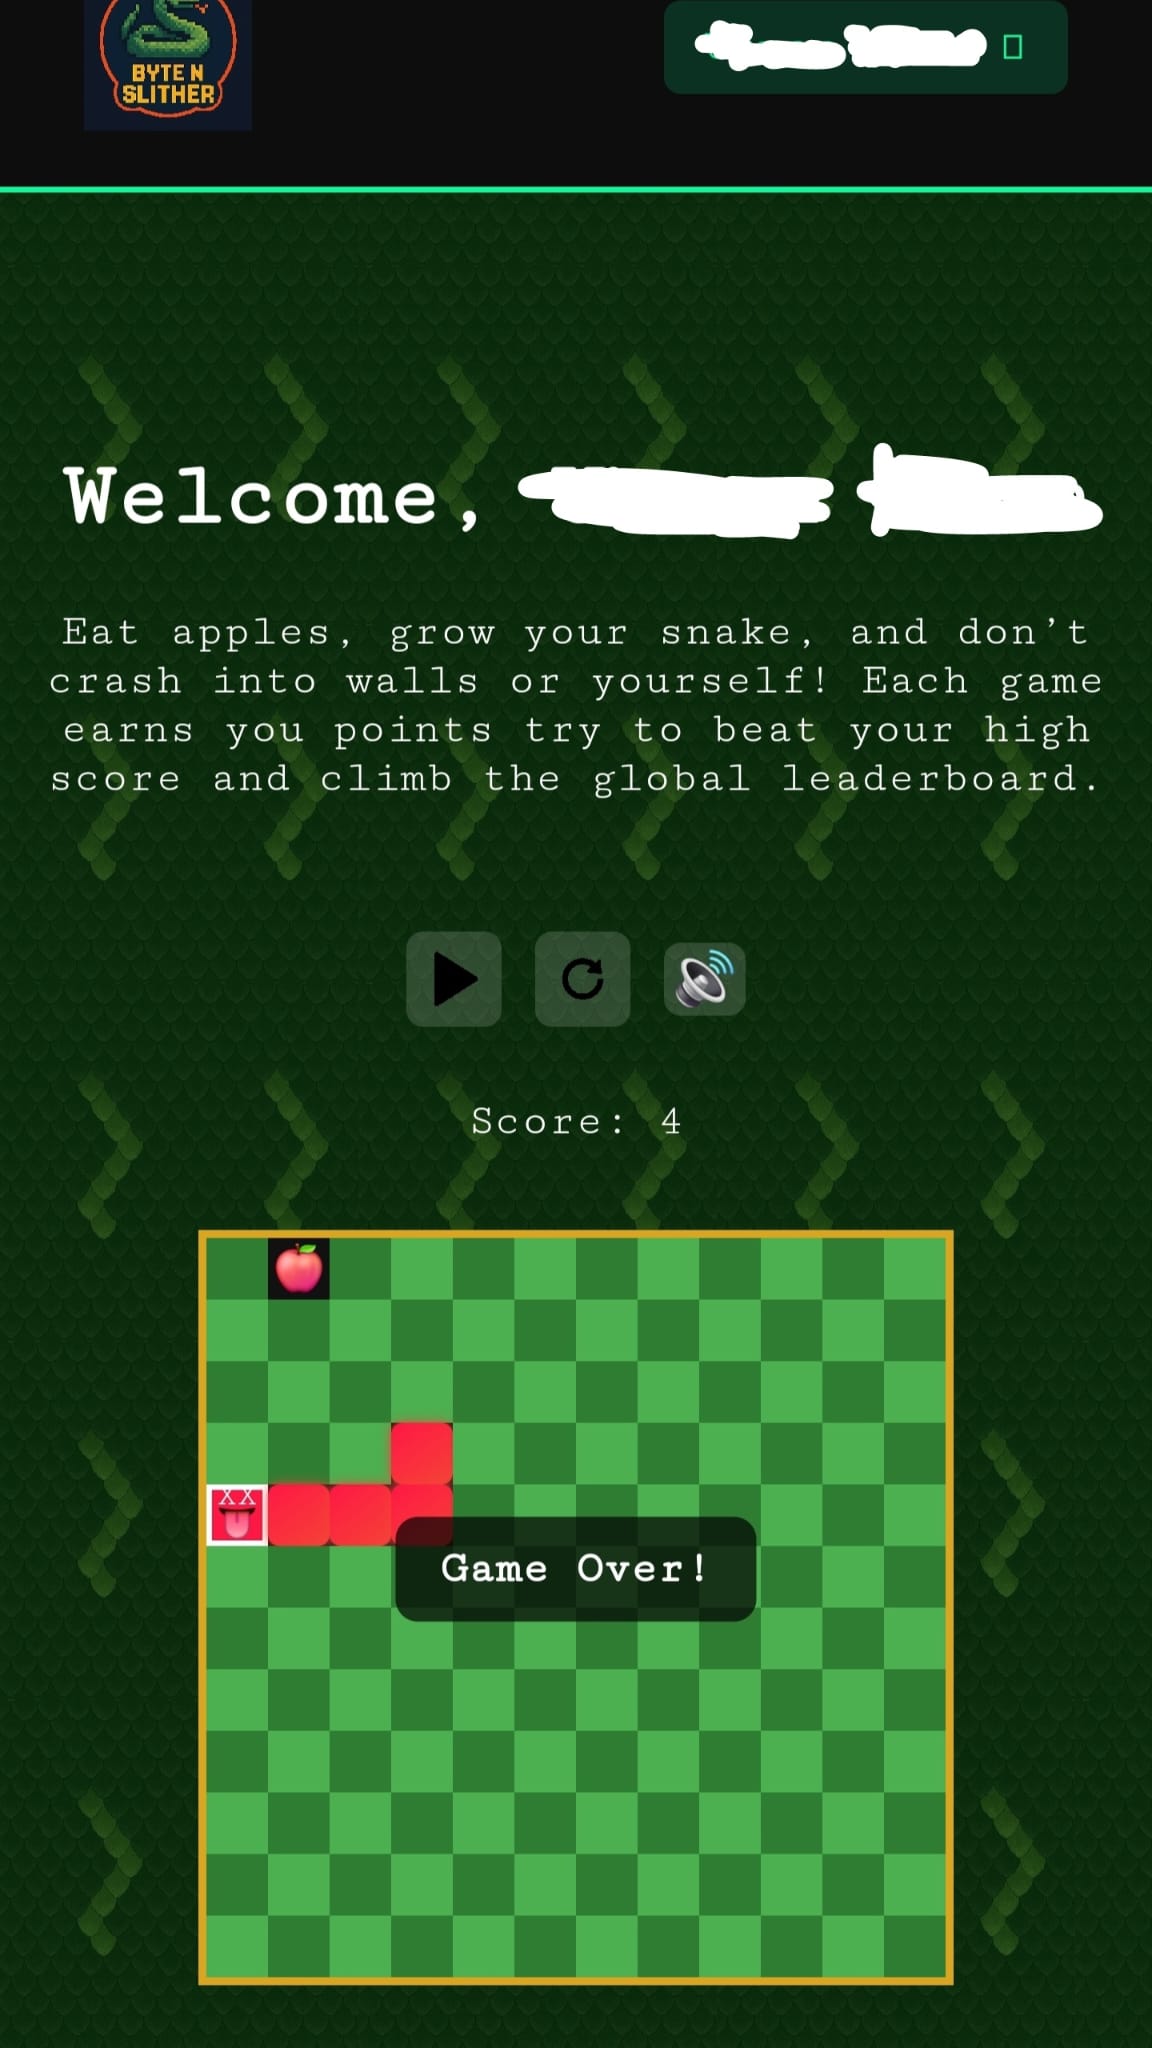 BYTE N
SLITHER
Welcome,
Eat apples, grow your snake, and don't
crash into walls or yourself! Each game
earns you points try to beat your high
score and climb the global leaderboard.
Score: 4
XX
Game Over!